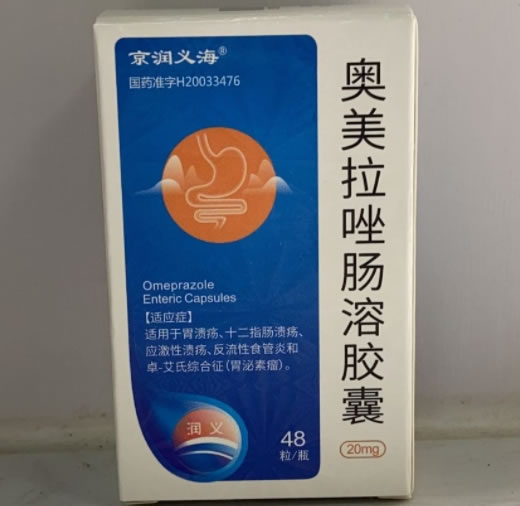 京润义海®
国药准字H20033476
Omeprazole
Enteric Capsules
【适应症】
适用于胃溃疡、十二指肠溃疡、
应激性溃疡、反流性食管炎和
卓-艾氏综合征(胃泌素瘤)。
润义
48
粒/瓶
奥美拉唑肠溶胶囊
20mg